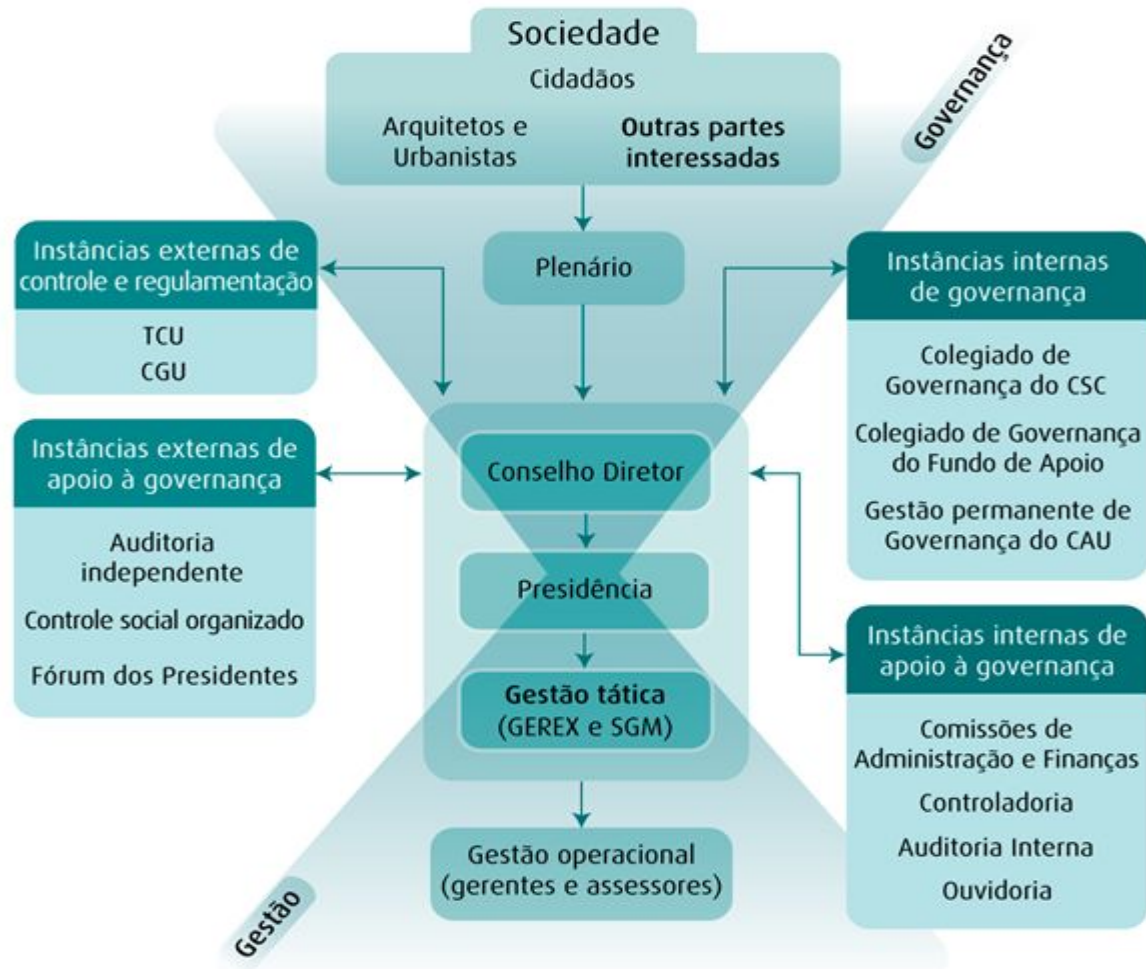 Sociedade
Cidadãos
Arquitetos e
Urbanistas
Outras partes
interessadas
Governança
Plenário
Instâncias externas de
controle e regulamentação
TCU
CGU
Instâncias externas de
apoio à governança
Auditoria
independente
Controle social organizado
Fórum dos Presidentes
Conselho Diretor
Presidência
Gestão tática
(GEREX e SGM)
Gestão operacional
(gerentes e assessores)
Gestão
Instâncias internas
de governança
Colegiado de
Governança do CSC
Colegiado de Governança
do Fundo de Apoio
Gestão permanente de
Governança do CAU
Instâncias internas de
apoio à governança
Comissões de
Administração e Finanças
Controladoria
Auditoria Interna
Ouvidoria